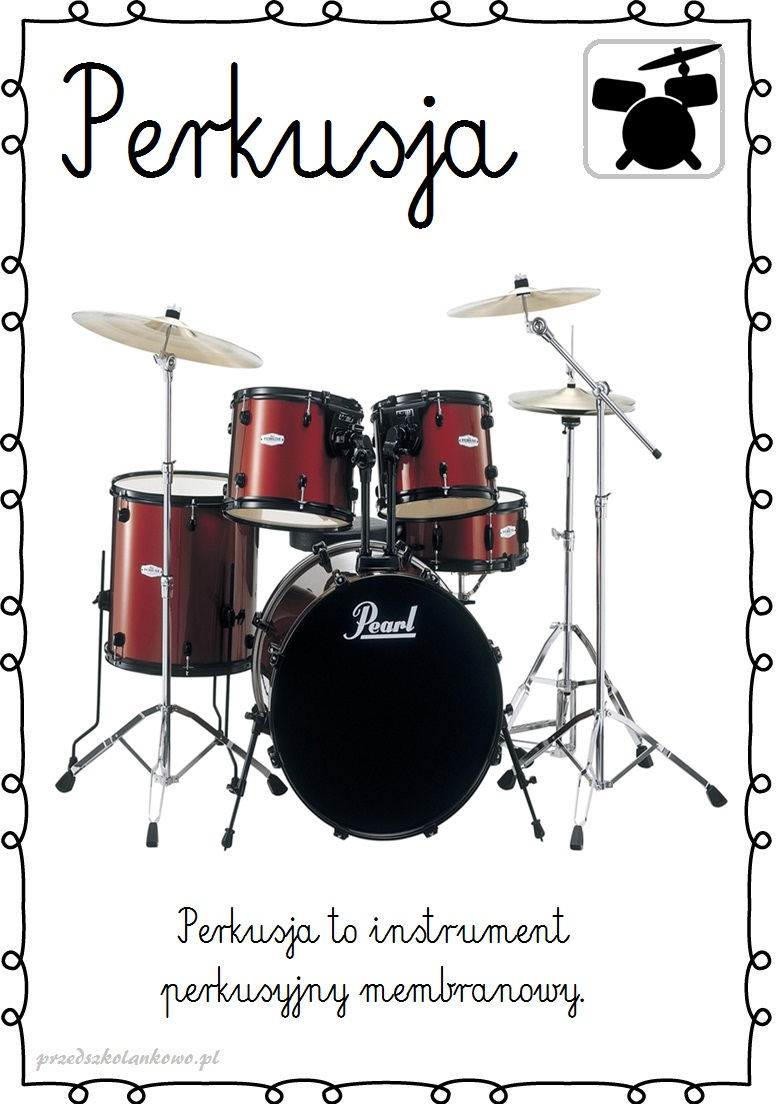 Perkusja
Pearl
Perkusja to instrument
perkusyjny membranowy.
przedszkolankowo.pl